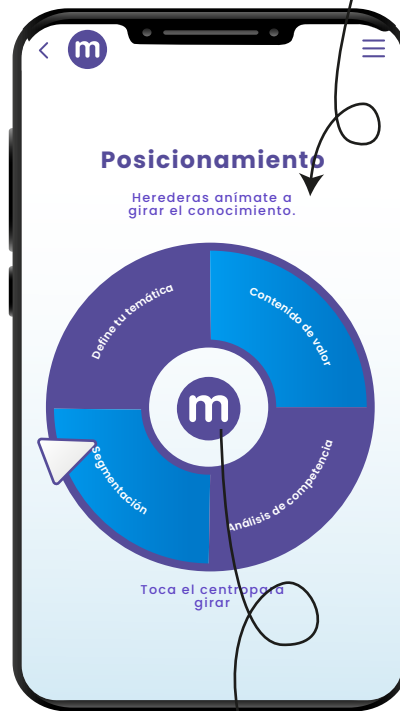 m
Posicionamiento
Herederas anímate a
girar el conocimiento.
Define tu temática
Contenido de valor
m
Segmentación
Análisis de competencia
Toca el centropara
girar